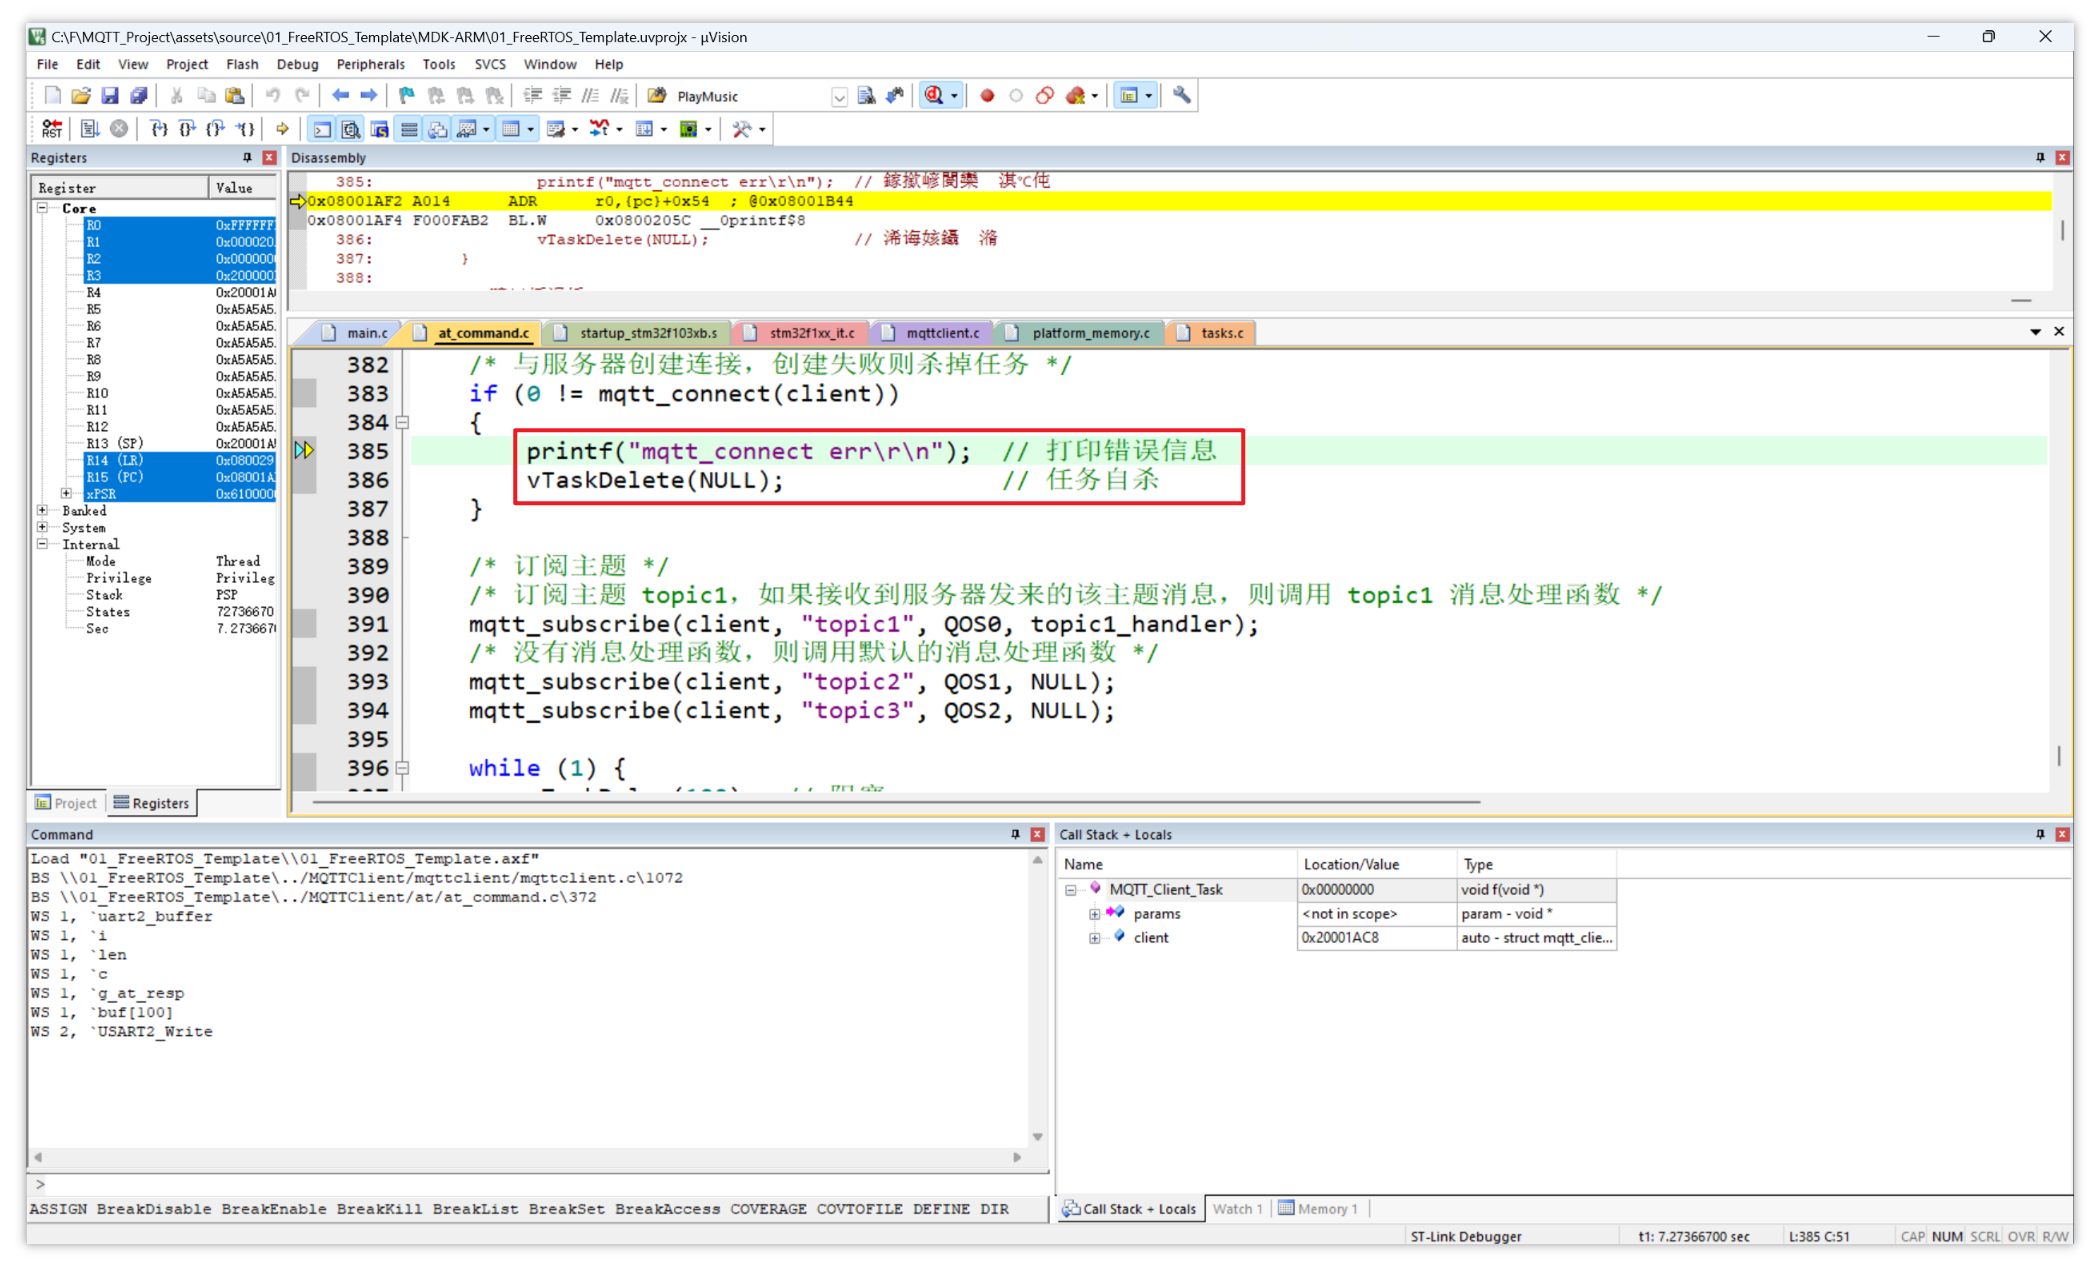 C:\F\MQTT_Project\assets\source\01_FreeRTOS_Template\MDK-ARM\01_FreeRTOS_Template.uvprojx - µVision
File Edit View Project Flash Debug Peripherals Tools SVCS Window Help
PlayMusic
Registers
Register Value
Core
R0 0xFFFFFF
R1 0x000020
R2 0x000000
R3 0x200000
R4 0x20001A
R5 0xA5A5A5
R6 0xA5A5A5
R7 0xA5A5A5
R8 0xA5A5A5
R9 0xA5A5A5
R10 0xA5A5A5
R11 0xA5A5A5
R12 0xA5A5A5
R13 (SP) 0x20001A
R14 (LR) 0x080029
R15 (PC) 0x08001A
xPSR 0x610000
Banked
System
Internal
Mode Thread
Privilege Privileg
Stack PSP
States 72736670
Sec 7.273667
Project Registers
Disassembly
385: printf("mqtt_connect err\r\n"); //
0x08001AF2 A014 ADR r0,{pc}+0x54 ; @0x08001B44
0x08001AF4 F000FAB2 BL.W 0x0800205C __0printf$8
386: vTaskDelete(NULL); //
387: }
388:
main.c at_command.c startup_stm32f103xb.s stm32f1xx_it.c mqttclient.c platform_memory.c tasks.c
382 /* 与服务器创建连接，创建失败则杀掉任务 */
383 if (0 != mqtt_connect(client))
384 {
385 printf("mqtt_connect err\r\n"); // 打印错误信息
386 vTaskDelete(NULL); // 任务自杀
387 }
388
389 /* 订阅主题 */
390 /* 订阅主题 topic1，如果接收到服务器发来的该主题消息，则调用 topic1 消息处理函数 */
391 mqtt_subscribe(client, "topic1", QOS0, topic1_handler);
392 /* 没有消息处理函数，则调用默认的消息处理函数 */
393 mqtt_subscribe(client, "topic2", QOS1, NULL);
394 mqtt_subscribe(client, "topic3", QOS2, NULL);
395
396 while (1) {
Command
Load "01_FreeRTOS_Template\\01_FreeRTOS_Template.axf"
BS \\01_FreeRTOS_Template\../MQTTClient/mqttclient/mqttclient.c\1072
BS \\01_FreeRTOS_Template\../MQTTClient/at/at_command.c\372
WS 1, `uart2_buffer
WS 1, `i
WS 1, `len
WS 1, `c
WS 1, `g_at_resp
WS 1, `buf[100]
WS 2, `USART2_Write
>
ASSIGN BreakDisable BreakEnable BreakKill BreakList BreakSet BreakAccess COVERAGE COVTOFILE DEFINE DIR
Call Stack + Locals
Name Location/Value Type
MQTT_Client_Task 0x00000000 void f(void *)
params <not in scope> param - void *
client 0x20001AC8 auto - struct mqtt_clie...
Call Stack + Locals Watch 1 Memory 1
ST-Link Debugger t1: 7.27366700 sec L:385 C:51 CAP NUM SCRL OVR R/W